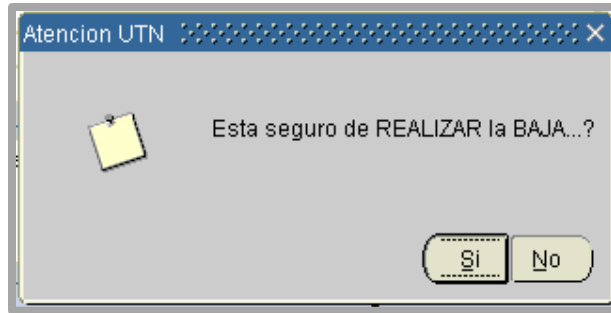 Atencion UTN
Esta seguro de REALIZAR la BAJA...?
Si No